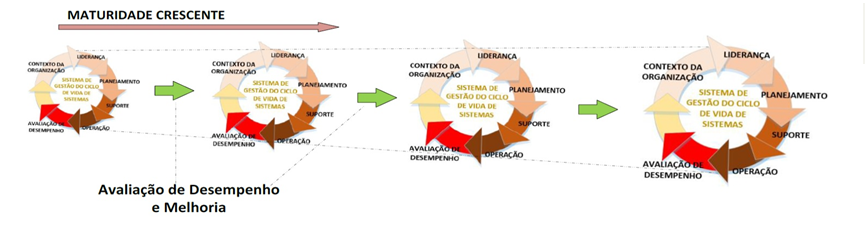 MATURIDADE CRESCENTE
LIDERANÇA
CONTEXTO DA
ORGANIZAÇÃO
SISTEMA DE
GESTÃO DO CICLO
DE VIDA DE
SISTEMAS
PLANEJAMENTO
SUPORTE
OPERAÇÃO
AVALIAÇÃO DE
DESEMPENHO
LIDERANÇA
CONTEXTO DA
ORGANIZAÇÃO
SISTEMA DE
GESTÃO DO CICLO
DE VIDA DE
SISTEMAS
PLANEJAMENTO
SUPORTE
OPERAÇÃO
AVALIAÇÃO DE
DESEMPENHO
LIDERANÇA
CONTEXTO DA
ORGANIZAÇÃO
SISTEMA DE
GESTÃO DO CICLO
DE VIDA DE
SISTEMAS
PLANEJAMENTO
SUPORTE
OPERAÇÃO
AVALIAÇÃO DE
DESEMPENHO
LIDERANÇA
CONTEXTO DA
ORGANIZAÇÃO
SISTEMA DE
GESTÃO DO CICLO
DE VIDA DE
SISTEMAS
PLANEJAMENTO
SUPORTE
OPERAÇÃO
AVALIAÇÃO DE
DESEMPENHO
Avaliação de Desempenho
e Melhoria